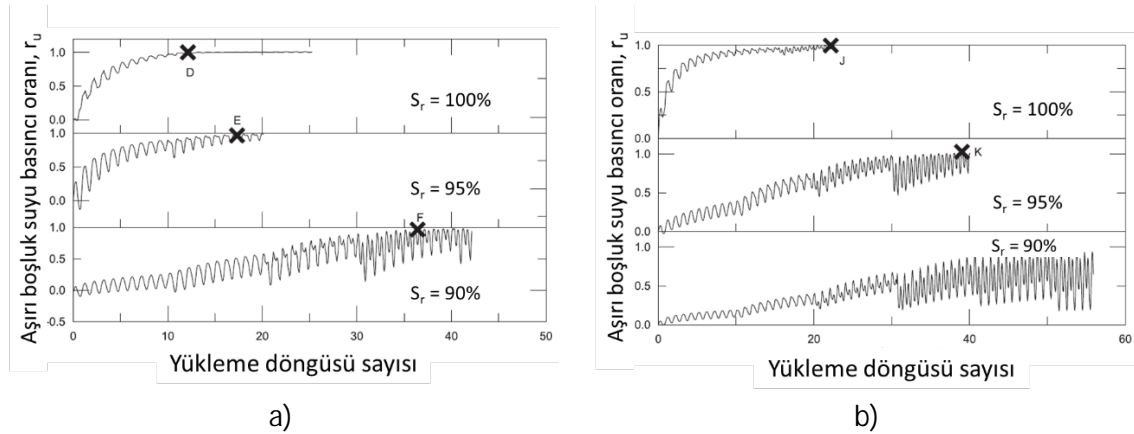 Aşırı boşluk suyu basıncı oranı, r_u
1.0
0.5
0.0
D
S_r = 100%
1.0
0.5
E
S_r = 95%
1.0
0.5
0.0
-0.5
F
S_r = 90%
0 10 20 30 40 50
Yükleme döngüsü sayısı
a)
Aşırı boşluk suyu basıncı oranı, r_u
1.0
0.5
0.0
J
S_r = 100%
1.0
0.5
0.0
K
S_r = 95%
1.0
0.5
0.0
S_r = 90%
0 20 40 60
Yükleme döngüsü sayısı
b)